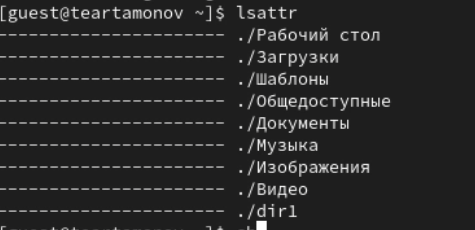 [guest@teartamonov ~]$ lsattr
---------------------- ./Рабочий стол
---------------------- ./Загрузки
---------------------- ./Шаблоны
---------------------- ./Общедоступные
---------------------- ./Документы
---------------------- ./Музыка
---------------------- ./Изображения
---------------------- ./Видео
---------------------- ./dir1